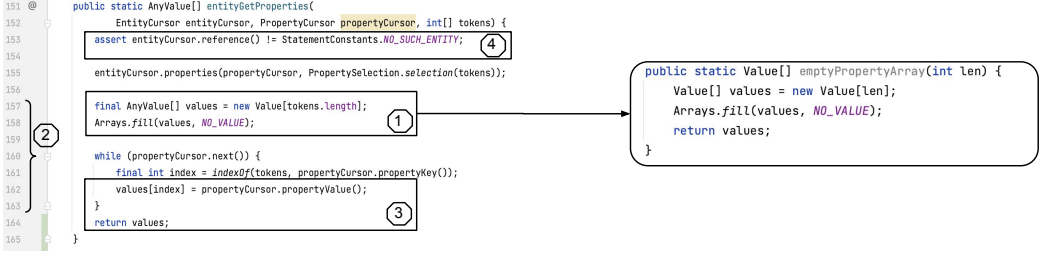 151 @ public static AnyValue[] entityGetProperties(
152 EntityCursor entityCursor, PropertyCursor propertyCursor, int[] tokens) {
153 assert entityCursor.reference() != StatementConstants.NO_SUCH_ENTITY;
4
154
155 entityCursor.properties(propertyCursor, PropertySelection.selection(tokens));
156
157 final AnyValue[] values = new Value[tokens.length];
158 Arrays.fill(values, NO_VALUE);
1
159
2
160 while (propertyCursor.next()) {
161 final int index = indexOf(tokens, propertyCursor.propertyKey());
162 values[index] = propertyCursor.propertyValue();
163 }
3
164 return values;
165 }
public static Value[] emptyPropertyArray(int len) {
Value[] values = new Value[len];
Arrays.fill(values, NO_VALUE);
return values;
}